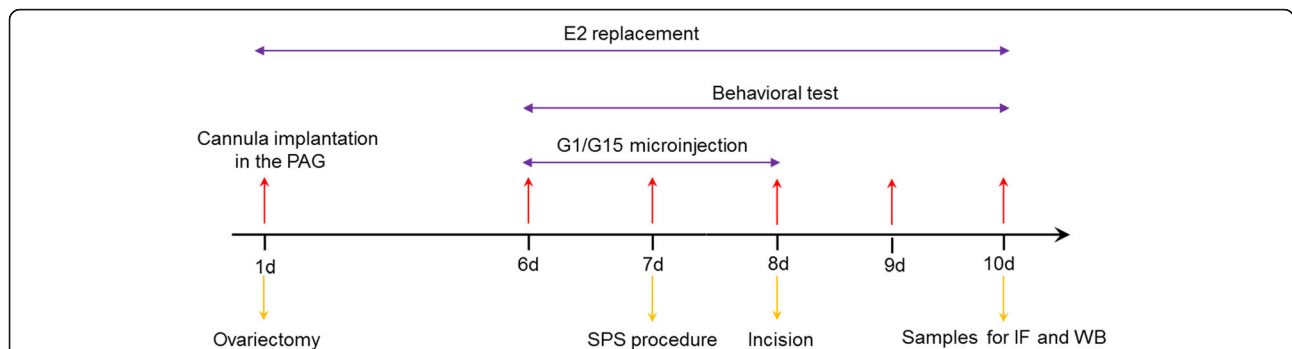 E2 replacement
Behavioral test
Cannula implantation
in the PAG
G1/G15 microinjection
1d
6d
7d
8d
9d
10d
Ovariectomy
SPS procedure
Incision
Samples for IF and WB